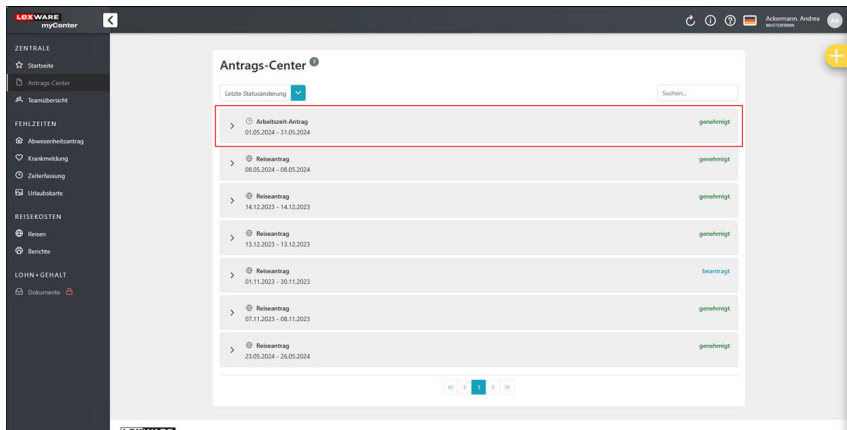 LEXWARE
myCenter
Ackermann, Andrea
MUSTERFIRMA
AA
ZENTRALE
Startseite
Antrags-Center
Teamübersicht
FEHLZEITEN
Abwesenheitsantrag
Krankmeldung
Zeiterfassung
Urlaubskarte
REISEKOSTEN
Reisen
Berichte
LOHN+GEHALT
Dokumente
Antrags-Center
Letzte Statusänderung
Suchen...
Arbeitszeit-Antrag
genehmigt
01.05.2024 - 31.05.2024
Reiseantrag
genehmigt
08.05.2024 - 08.05.2024
Reiseantrag
genehmigt
14.12.2023 - 14.12.2023
Reiseantrag
genehmigt
13.12.2023 - 13.12.2023
Reiseantrag
beantragt
01.11.2023 - 30.11.2023
Reiseantrag
genehmigt
07.11.2023 - 08.11.2023
Reiseantrag
genehmigt
23.05.2024 - 26.05.2024
« ‹ 1 › »